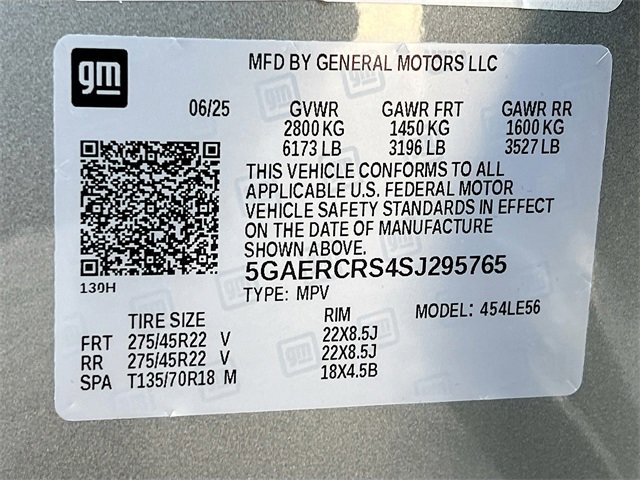 gm
MFD BY GENERAL MOTORS LLC
06/25 GVWR GAWR FRT GAWR RR
2800 KG 1450 KG 1600 KG
6173 LB 3196 LB 3527 LB
THIS VEHICLE CONFORMS TO ALL
APPLICABLE U.S. FEDERAL MOTOR
VEHICLE SAFETY STANDARDS IN EFFECT
ON THE DATE OF MANUFACTURE
SHOWN ABOVE.
130H
5GAERCRS4SJ295765
TYPE: MPV MODEL: 454LE56
TIRE SIZE RIM
FRT 275/45R22 V 22X8.5J
RR 275/45R22 V 22X8.5J
SPA T135/70R18 M 18X4.5B